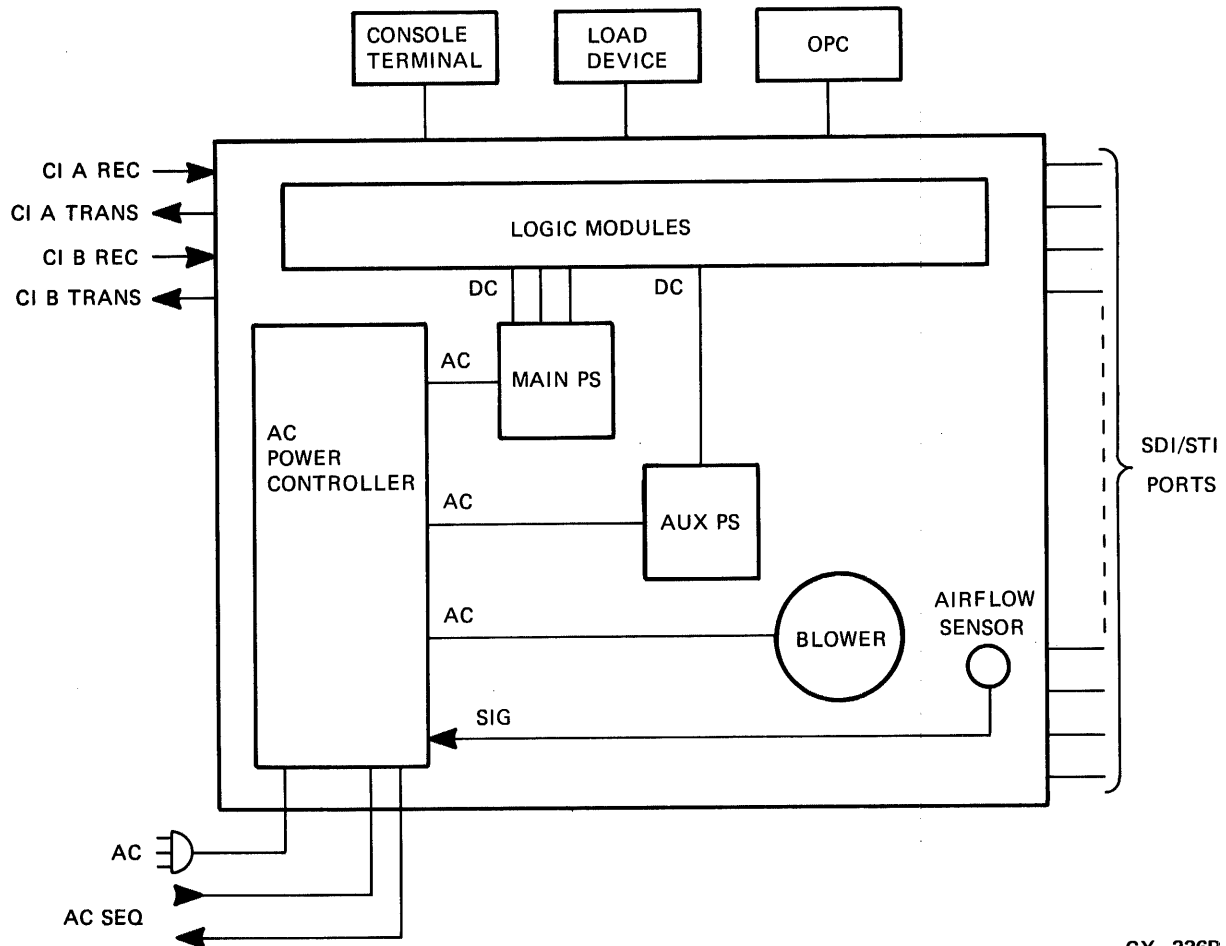 CONSOLE
TERMINAL
LOAD
DEVICE
OPC
CI A REC
CI A TRANS
CI B REC
CI B TRANS
LOGIC MODULES
DC
DC
AC
MAIN PS
AC
POWER
CONTROLLER
AC
AUX PS
SDI/STI
PORTS
AC
BLOWER
AIRFLOW
SENSOR
SIG
AC
AC SEQ